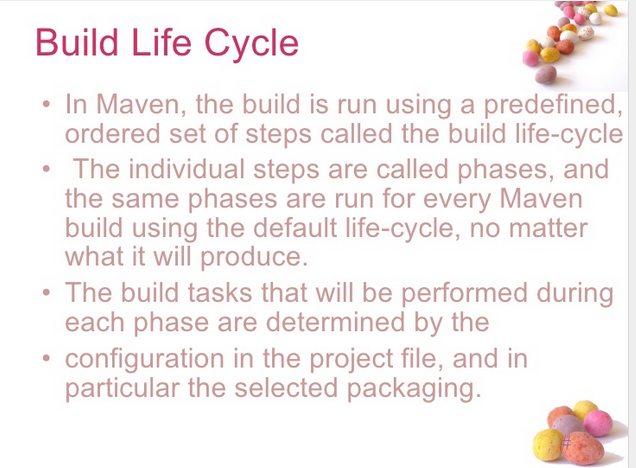 Build Life Cycle
• In Maven, the build is run using a predefined,
ordered set of steps called the build life-cycle
• The individual steps are called phases, and
the same phases are run for every Maven
build using the default life-cycle, no matter
what it will produce.
• The build tasks that will be performed during
each phase are determined by the
• configuration in the project file, and in
particular the selected packaging.
#